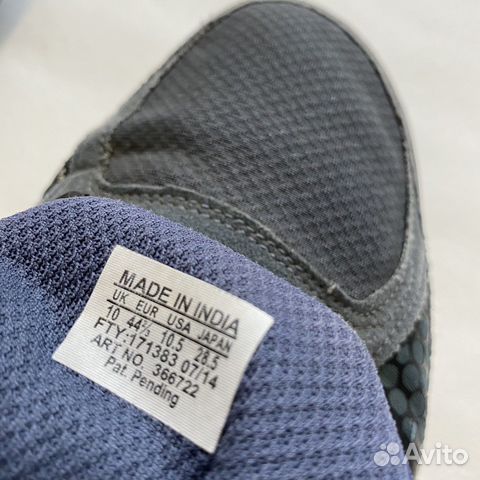 MADE IN INDIA
UK EUR USA JAPAN
10 44⅔ 10.5 28.5
FTY:171383 07/14
ART NO. 366722
Pat. Pending
Avito